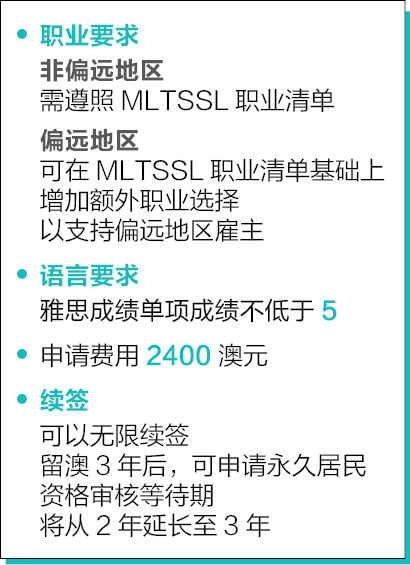 职业要求
非偏远地区
需遵照 MLTSSL 职业清单
偏远地区
可在 MLTSSL 职业清单基础上
增加额外职业选择
以支持偏远地区雇主
语言要求
雅思成绩单项成绩不低于 5
申请费用 2400 澳元
续签
可以无限续签
留澳 3 年后，可申请永久居民
资格审核等待期
将从 2 年延长至 3 年